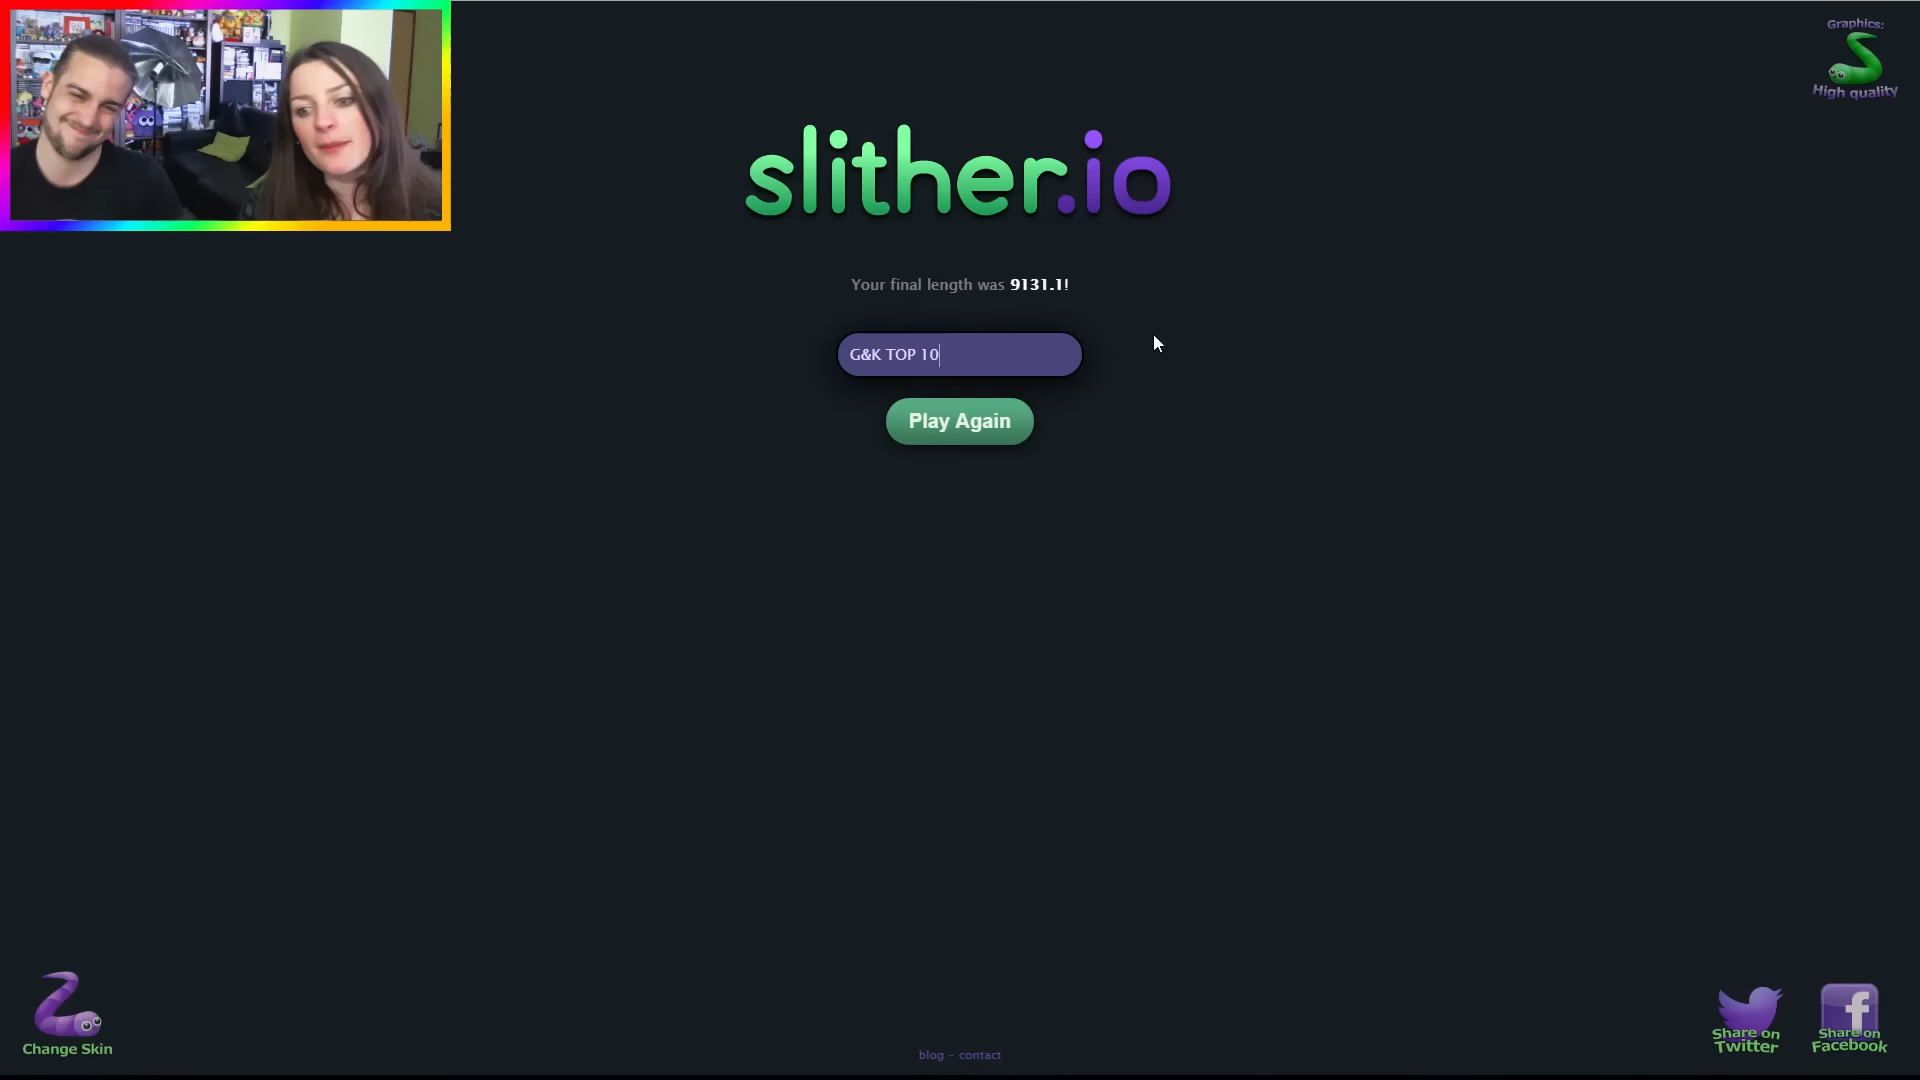 Graphics:
High quality
slither.io
Your final length was 9131.1!
G&K TOP 10
Play Again
Change Skin
blog - contact
Share on
Twitter
Share on
Facebook